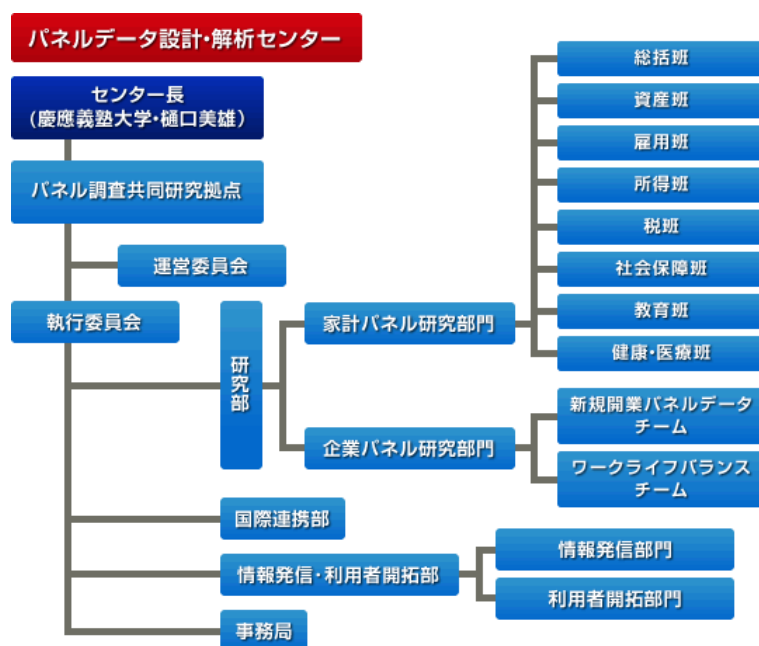 パネルデータ設計・解析センター
センター長
(慶應義塾大学・樋口美雄)
パネル調査共同研究拠点
運営委員会
執行委員会
研究部
家計パネル研究部門
総括班
資産班
雇用班
所得班
税班
社会保障班
教育班
健康・医療班
企業パネル研究部門
新規開業パネルデータ
チーム
ワークライフバランス
チーム
国際連携部
情報発信・利用者開拓部
情報発信部門
利用者開拓部門
事務局